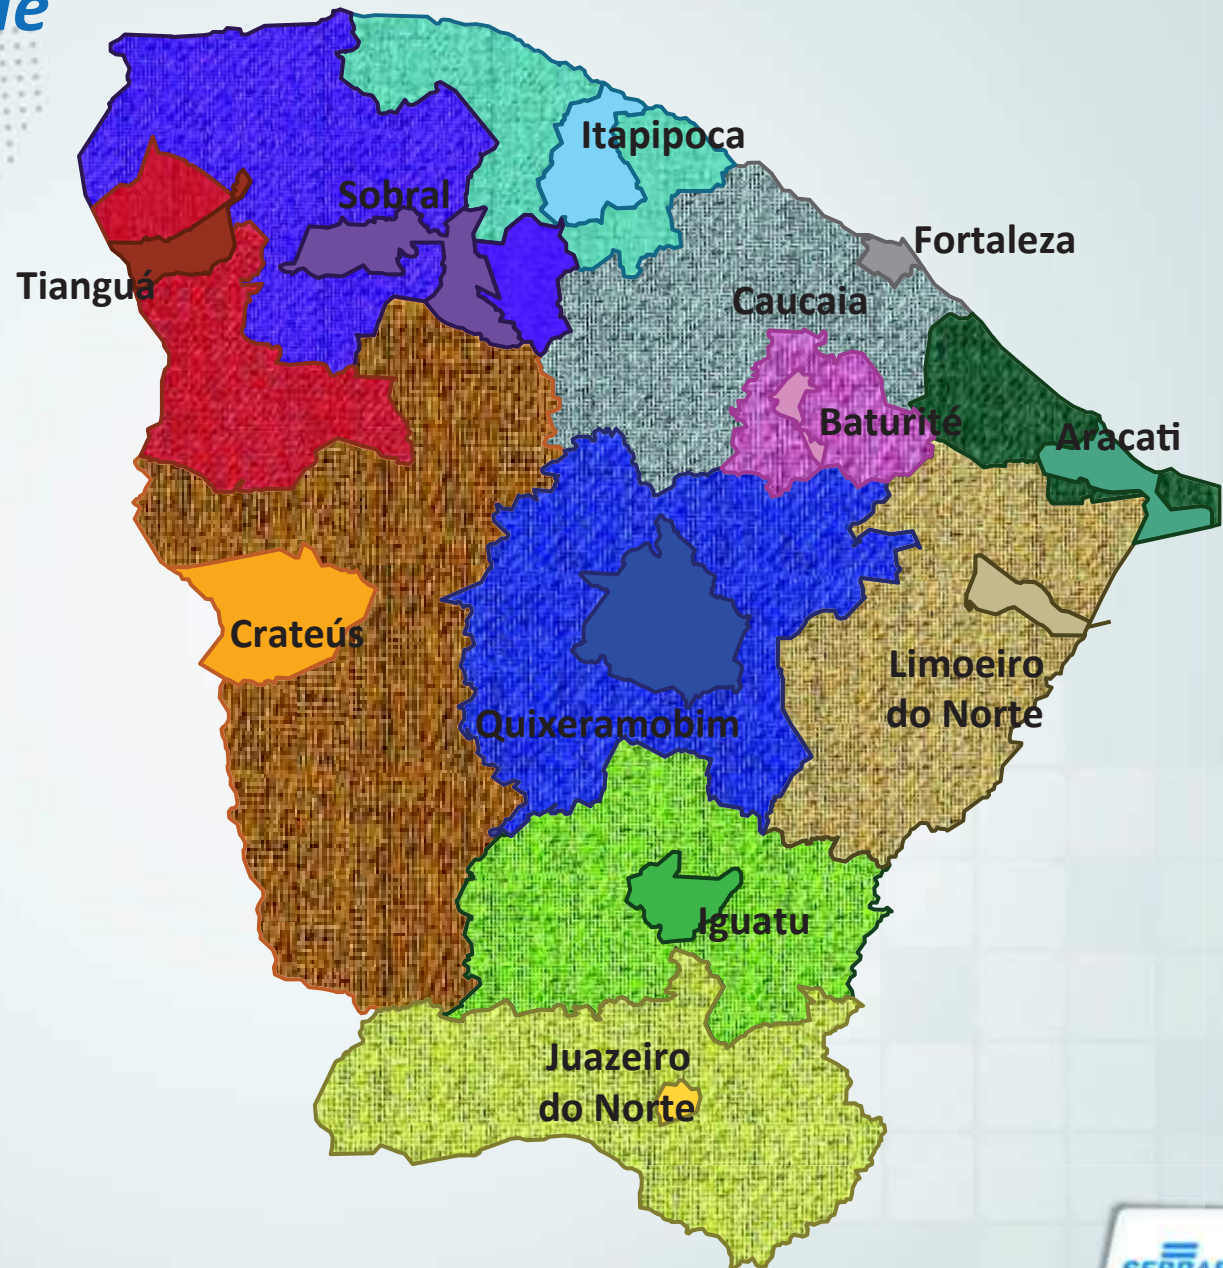 Itapipoca
Sobral
Fortaleza
Tianguá
Caucaia
Baturité
Aracati
Crateús
Limoeiro
do Norte
Quixeramobim
Iguatu
Juazeiro
do Norte